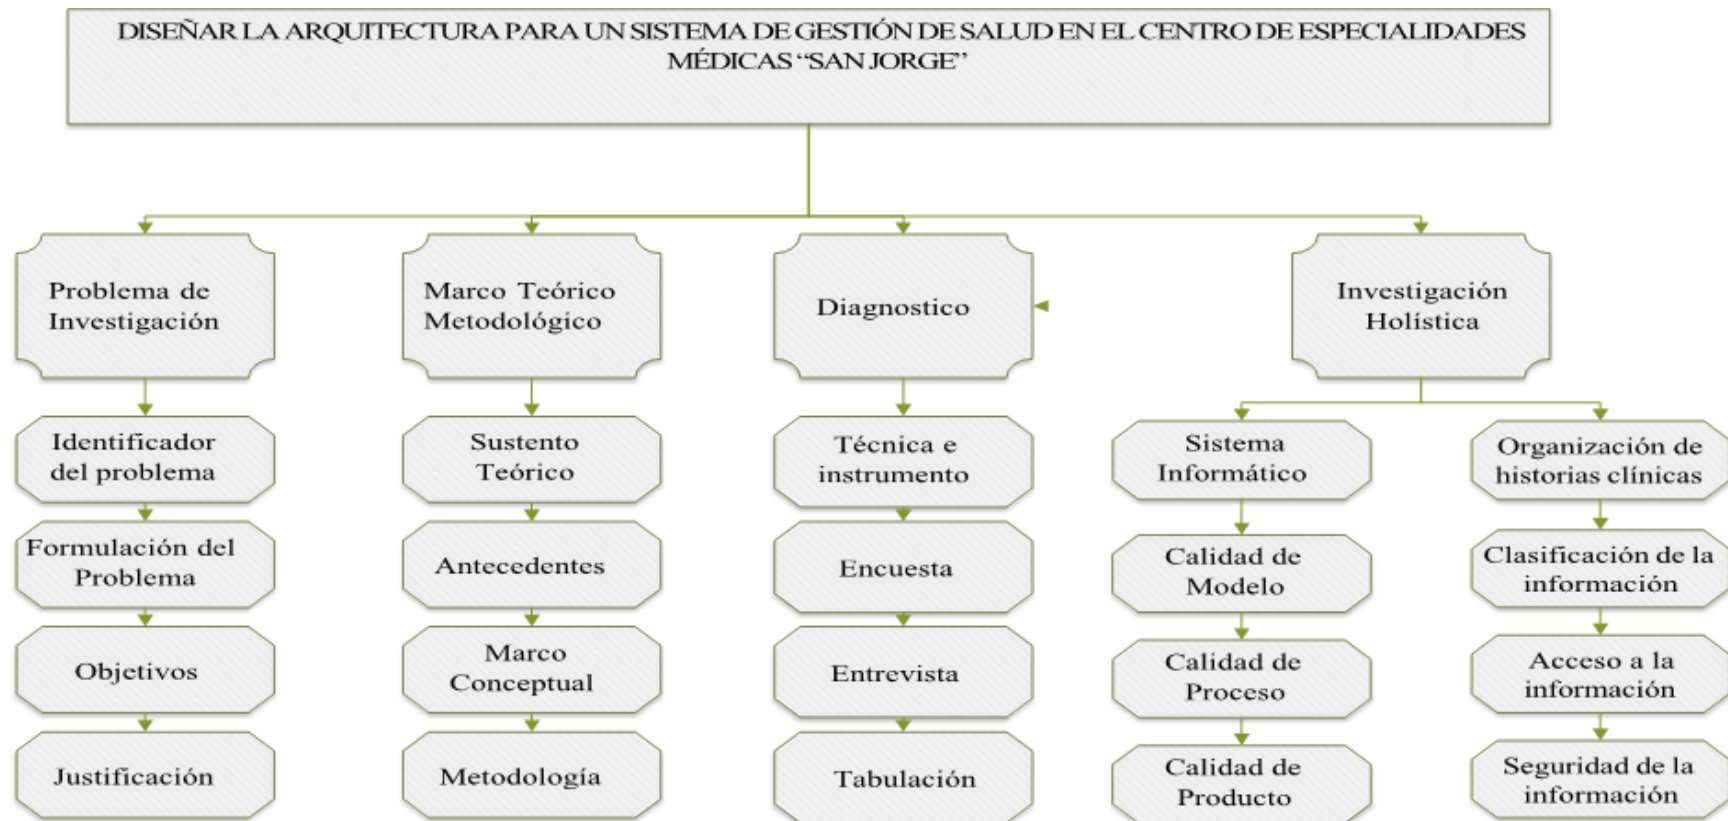 DISEÑAR LA ARQUITECTURA PARA UN SISTEMA DE GESTIÓN DE SALUD EN EL CENTRO DE ESPECIALIDADES
MÉDICAS “SAN JORGE”
Problema de
Investigación
Marco Teórico
Metodológico
Diagnostico
Investigación
Holística
Identificador
del problema
Sustento
Teórico
Técnica e
instrumento
Sistema
Informático
Organización de
historias clínicas
Formulación del
Problema
Antecedentes
Encuesta
Calidad de
Modelo
Clasificación de la
información
Objetivos
Marco
Conceptual
Entrevista
Calidad de
Proceso
Acceso a la
información
Justificación
Metodología
Tabulación
Calidad de
Producto
Seguridad de la
información